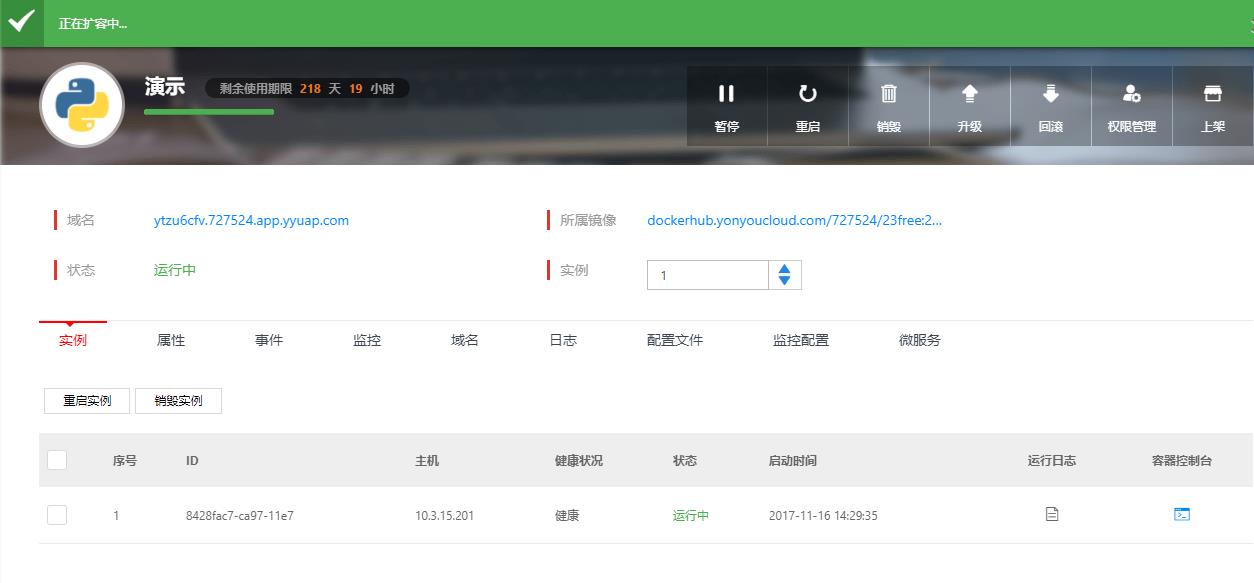 正在扩容中...
演示
剩余使用期限 218 天 19 小时
暂停
重启
销毁
升级
回滚
权限管理
上架
域名
ytzu6cfv.727524.app.yyuap.com
所属镜像
dockerhub.yonyoucloud.com/727524/23free:2...
状态
运行中
实例
1
实例 属性 事件 监控 域名 日志 配置文件 监控配置 微服务
重启实例 销毁实例
序号 ID 主机 健康状况 状态 启动时间 运行日志 容器控制台
1 8428fac7-ca97-11e7 10.3.15.201 健康 运行中 2017-11-16 14:29:35